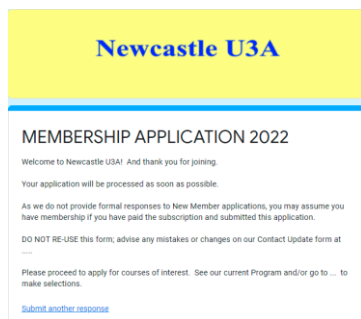 Newcastle U3A
MEMBERSHIP APPLICATION 2022
Welcome to Newcastle U3A! And thank you for joining.
Your application will be processed as soon as possible.
As we do not provide formal responses to New Member applications, you may assume you
have membership if you have paid the subscription and submitted this application.
DO NOT RE-USE this form; advise any mistakes or changes on our Contact Update form at
.....
Please proceed to apply for courses of interest. See our current Program and/or go to ... to
make selections.
Submit another response